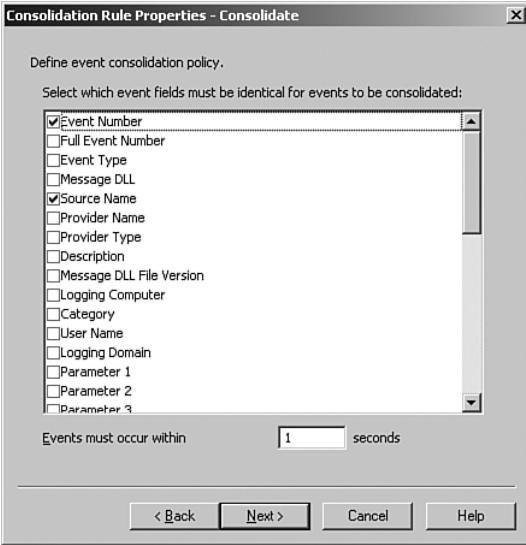 Consolidation Rule Properties - Consolidate
Define event consolidation policy.
Select which event fields must be identical for events to be consolidated:
Event Number
Full Event Number
Event Type
Message DLL
Source Name
Provider Name
Provider Type
Description
Message DLL File Version
Logging Computer
Category
User Name
Logging Domain
Parameter 1
Parameter 2
Parameter 3
Events must occur within 1 seconds
< Back Next > Cancel Help